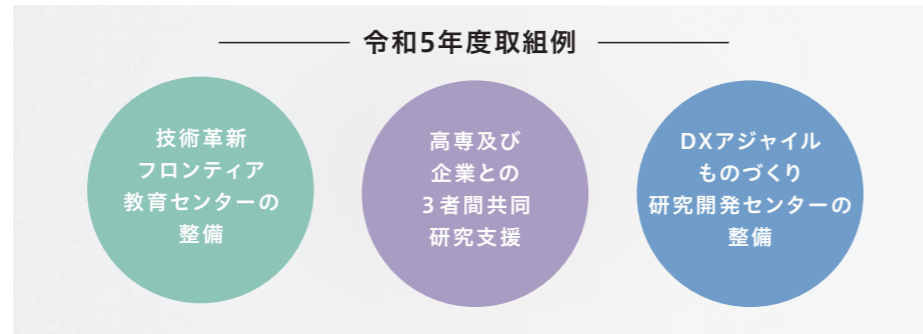 令和5年度取組例
技術革新
フロンティア
教育センターの
整備
高専及び
企業との
3者間共同
研究支援
DXアジャイル
ものづくり
研究開発センターの
整備